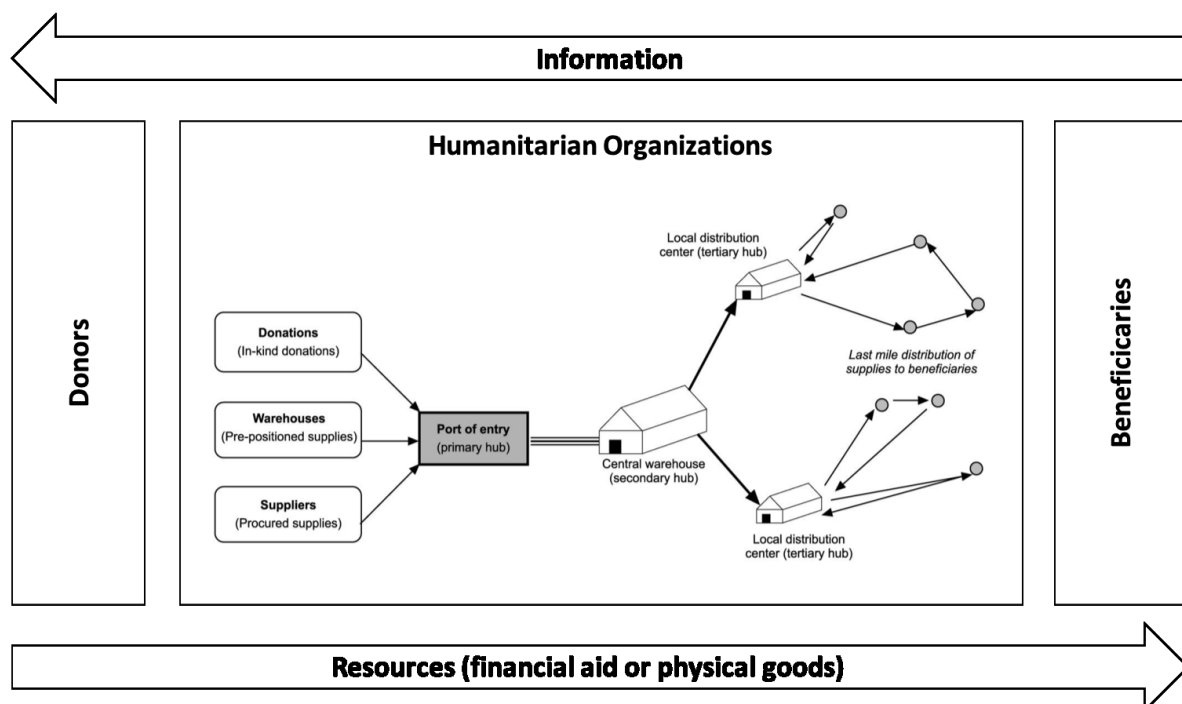 Information
Donors
Humanitarian Organizations
Donations
(In-kind donations)
Warehouses
(Pre-positioned supplies)
Suppliers
(Procured supplies)
Port of entry
(primary hub)
Central warehouse
(secondary hub)
Local distribution
center (tertiary hub)
Last mile distribution of
supplies to beneficiaries
Local distribution
center (tertiary hub)
Beneficicaries
Resources (financial aid or physical goods)